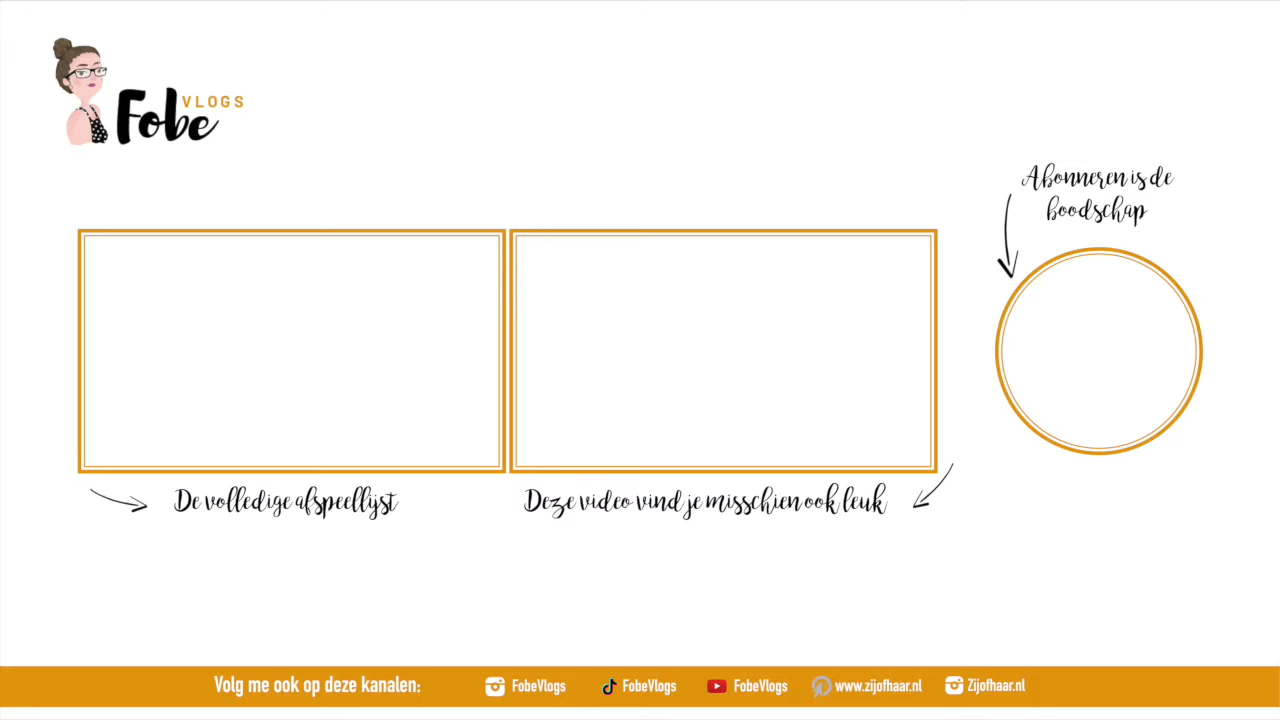 VLOGS
Fobe
Abonneren is de
boodschap
De volledige afspeellijst
Deze video vind je misschien ook leuk
Volg me ook op deze kanalen: FobeVlogs FobeVlogs FobeVlogs www.zijofhaar.nl Zijofhaar.nl